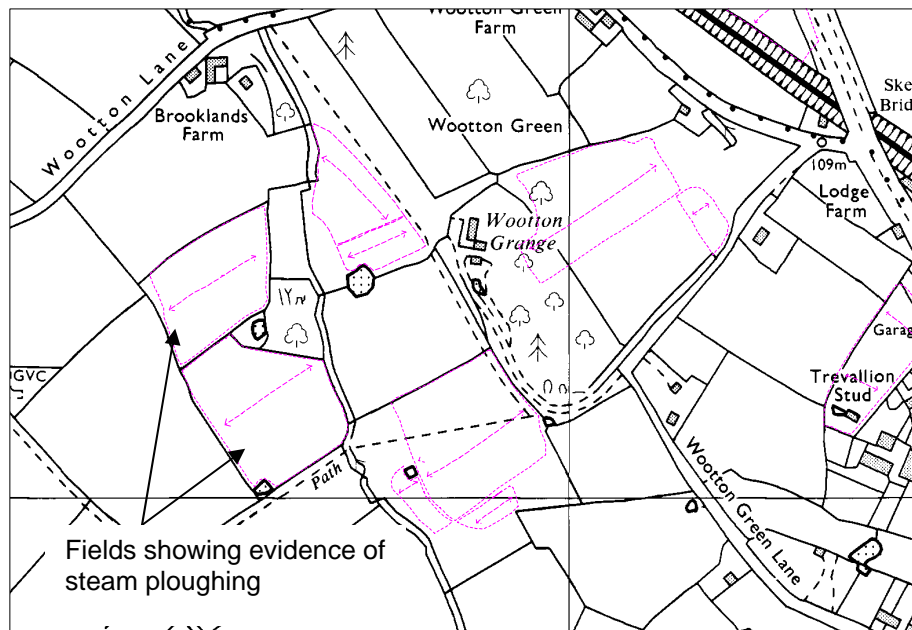 Wootton Green
Farm
Wootton Lane
Brooklands
Farm
Wootton Green
Ske
Brid
109m
Lodge
Farm
Wootton
Grange
Garag
GVC
Trevallion
Stud
Path
Wootton Green Lane
Fields showing evidence of
steam ploughing